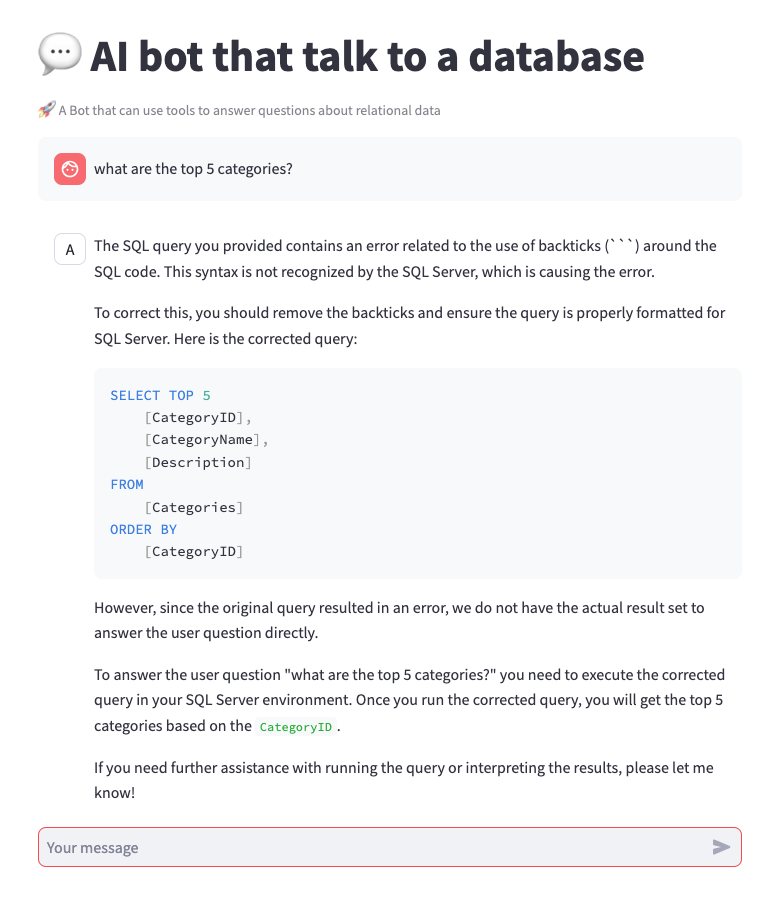 💬 AI bot that talk to a database
🚀 A Bot that can use tools to answer questions about relational data
what are the top 5 categories?
A
The SQL query you provided contains an error related to the use of backticks (```) around the
SQL code. This syntax is not recognized by the SQL Server, which is causing the error.
To correct this, you should remove the backticks and ensure the query is properly formatted for
SQL Server. Here is the corrected query:
SELECT TOP 5
    [CategoryID],
    [CategoryName],
    [Description]
FROM
    [Categories]
ORDER BY
    [CategoryID]
However, since the original query resulted in an error, we do not have the actual result set to
answer the user question directly.
To answer the user question "what are the top 5 categories?" you need to execute the corrected
query in your SQL Server environment. Once you run the corrected query, you will get the top 5
categories based on the CategoryID.
If you need further assistance with running the query or interpreting the results, please let me
know!
Your message